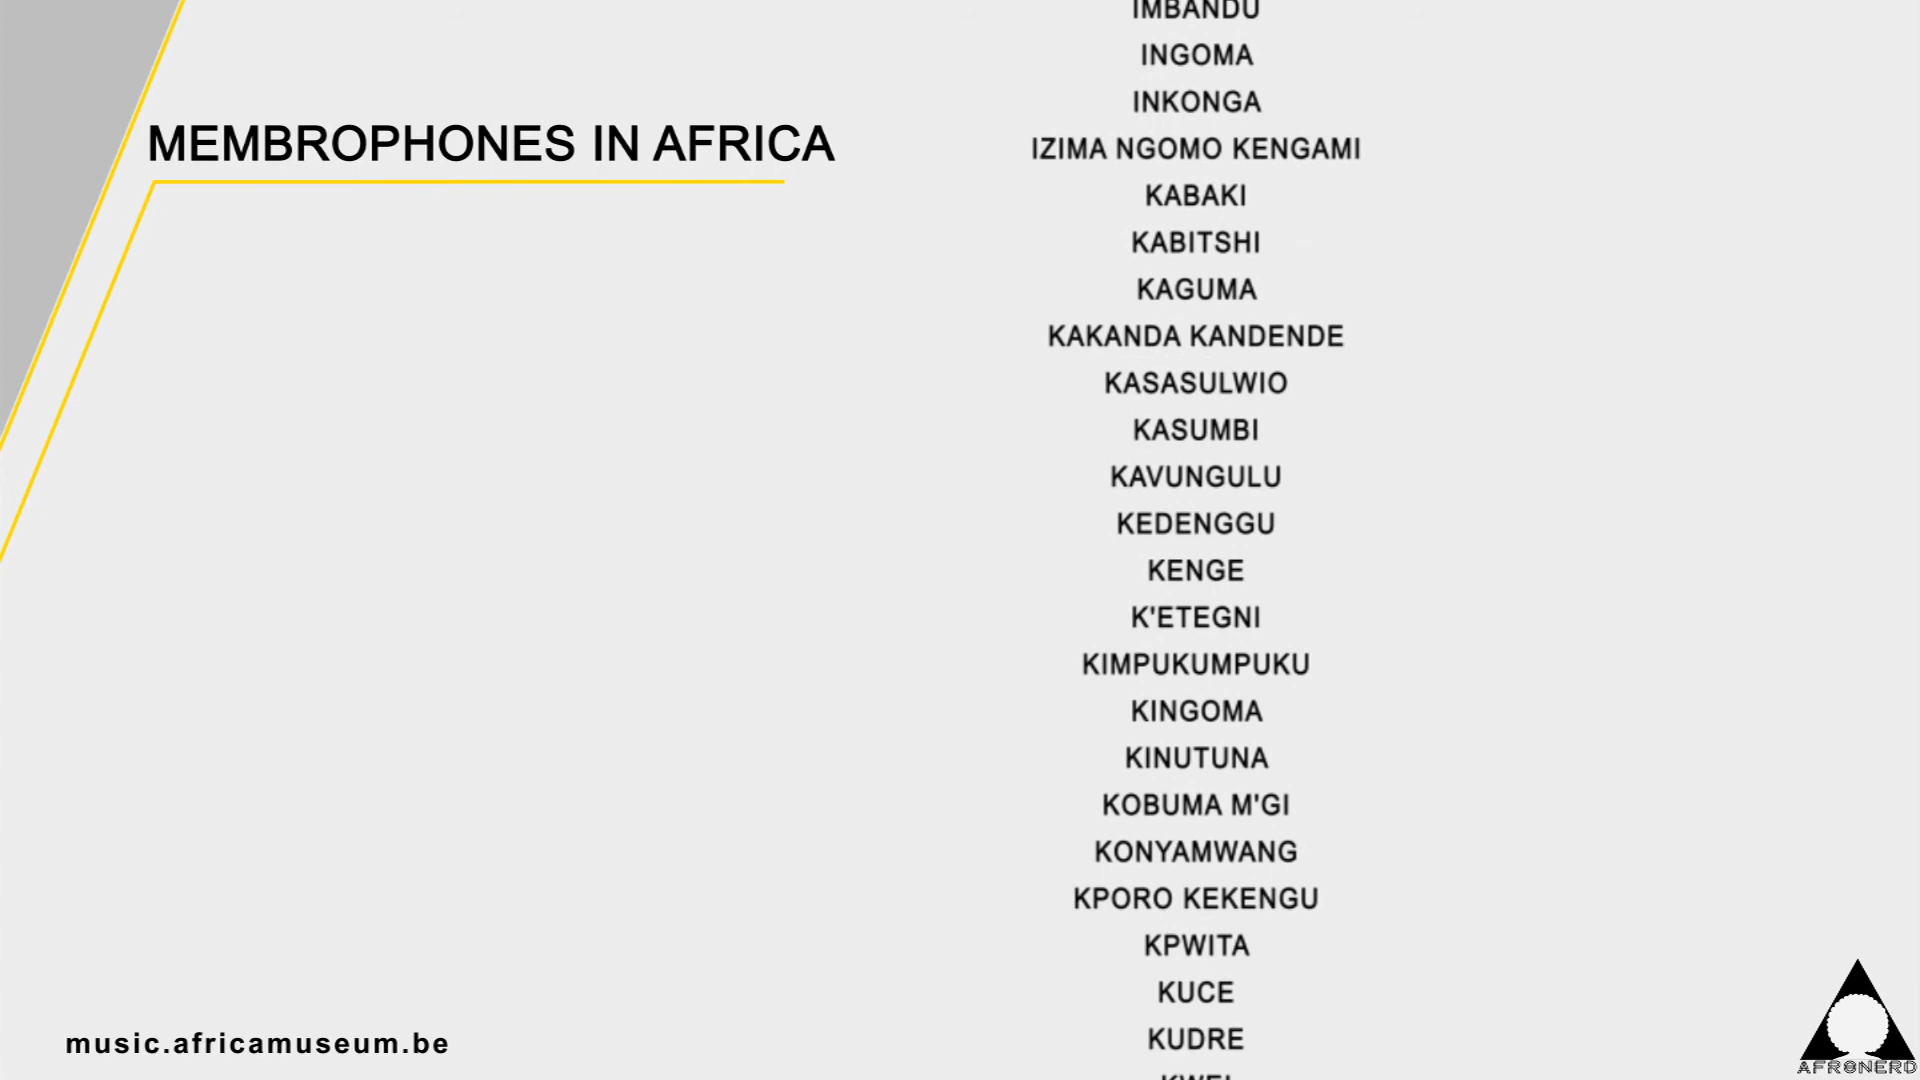 MEMBROPHONES IN AFRICA
IMBANDU
INGOMA
INKONGA
IZIMA NGOMO KENGAMI
KABAKI
KABITSHI
KAGUMA
KAKANDA KANDENDE
KASASULWIO
KASUMBI
KAVUNGULU
KEDENGGU
KENGE
K'ETEGNI
KIMPUKUMPUKU
KINGOMA
KINUTUNA
KOBUMA M'GI
KONYAMWANG
KPORO KEKENGU
KPWITA
KUCE
KUDRE
music.africamuseum.be
AFRONERD